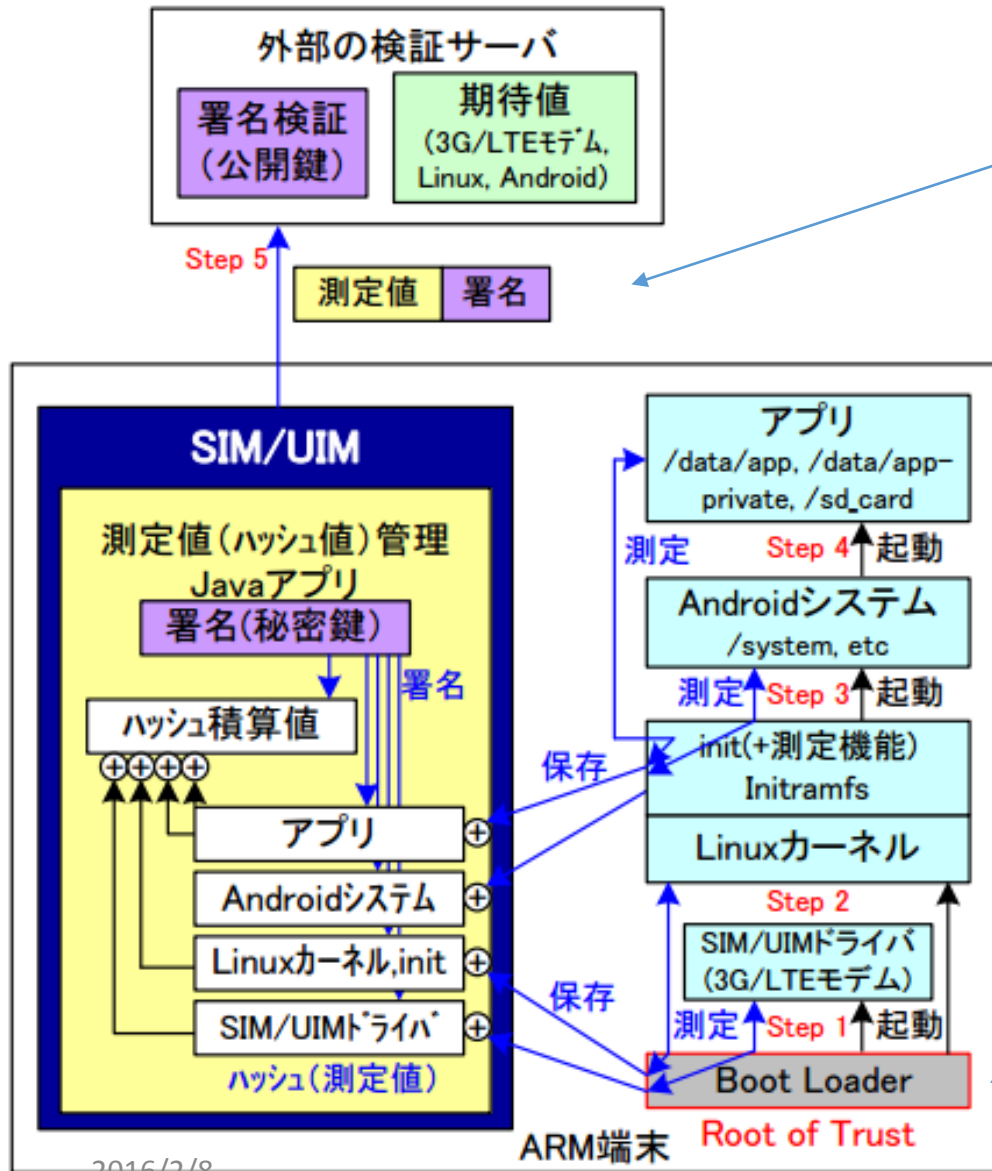 外部の検証サーバ
署名検証
(公開鍵)
期待値
(3G/LTEモデム,
Linux, Android)
Step 5
測定値
署名
SIM/UIM
測定値(ハッシュ値)管理
Javaアプリ
署名(秘密鍵)
署名
ハッシュ積算値
アプリ
Androidシステム
Linuxカーネル,init
SIM/UIMドライバ
ハッシュ(測定値)
保存
保存
アプリ
/data/app, /data/app-
private, /sd_card
測定
Step 4
起動
Androidシステム
/system, etc
測定
Step 3
起動
init(+測定機能)
Initramfs
Linuxカーネル
Step 2
SIM/UIMドライバ
(3G/LTEモデム)
測定
Step 1
起動
Boot Loader
ARM端末
Root of Trust
2016/2/8